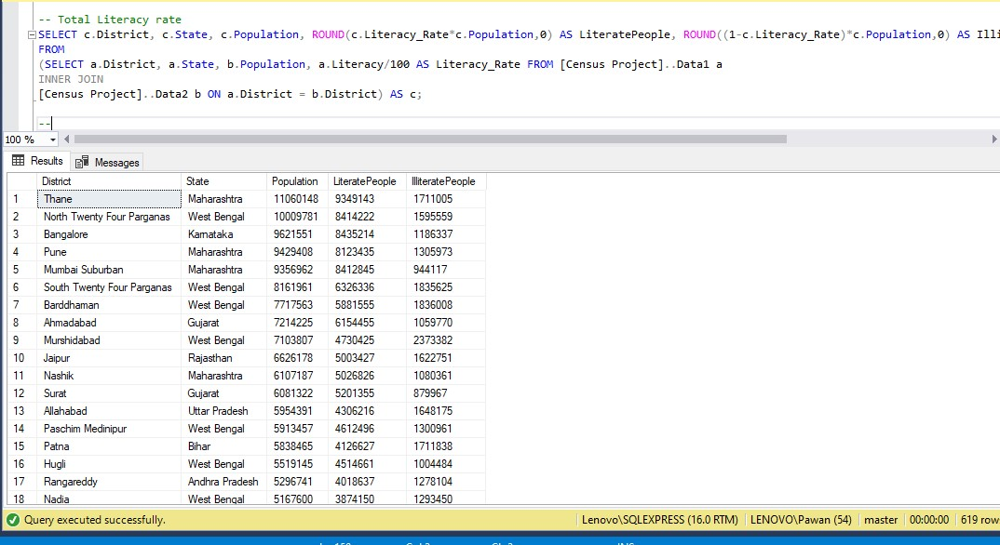 -- Total Literacy rate
SELECT c.District, c.State, c.Population, ROUND(c.Literacy_Rate*c.Population,0) AS LiteratePeople, ROUND((1-c.Literacy_Rate)*c.Population,0) AS Illi
FROM
(SELECT a.District, a.State, b.Population, a.Literacy/100 AS Literacy_Rate FROM [Census Project]..Data1 a
INNER JOIN
[Census Project]..Data2 b ON a.District = b.District) AS c;
--
100 %
Results Messages
District State Population LiteratePeople IlliteratePeople
1 Thane Maharashtra 11060148 9349143 1711005
2 North Twenty Four Parganas West Bengal 10009781 8414222 1595559
3 Bangalore Karnataka 9621551 8435214 1186337
4 Pune Maharashtra 9429408 8123435 1305973
5 Mumbai Suburban Maharashtra 9356962 8412845 944117
6 South Twenty Four Parganas West Bengal 8161961 6326336 1835625
7 Barddhaman West Bengal 7717563 5881555 1836008
8 Ahmadabad Gujarat 7214225 6154455 1059770
9 Murshidabad West Bengal 7103807 4730425 2373382
10 Jaipur Rajasthan 6626178 5003427 1622751
11 Nashik Maharashtra 6107187 5026826 1080361
12 Surat Gujarat 6081322 5201355 879967
13 Allahabad Uttar Pradesh 5954391 4306216 1648175
14 Paschim Medinipur West Bengal 5913457 4612496 1300961
15 Patna Bihar 5838465 4126627 1711838
16 Hugli West Bengal 5519145 4514661 1004484
17 Rangareddy Andhra Pradesh 5296741 4018637 1278104
18 Nadia West Bengal 5167600 3874150 1293450
Query executed successfully. Lenovo\SQLEXPRESS (16.0 RTM) LENOVO\Pawan (54) master 00:00:00 619 row